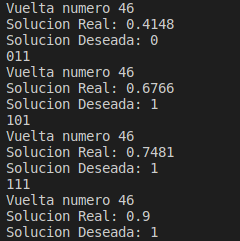 Vuelta numero 46
Solucion Real: 0.4148
Solucion Deseada: 0
011
Vuelta numero 46
Solucion Real: 0.6766
Solucion Deseada: 1
101
Vuelta numero 46
Solucion Real: 0.7481
Solucion Deseada: 1
111
Vuelta numero 46
Solucion Real: 0.9
Solucion Deseada: 1